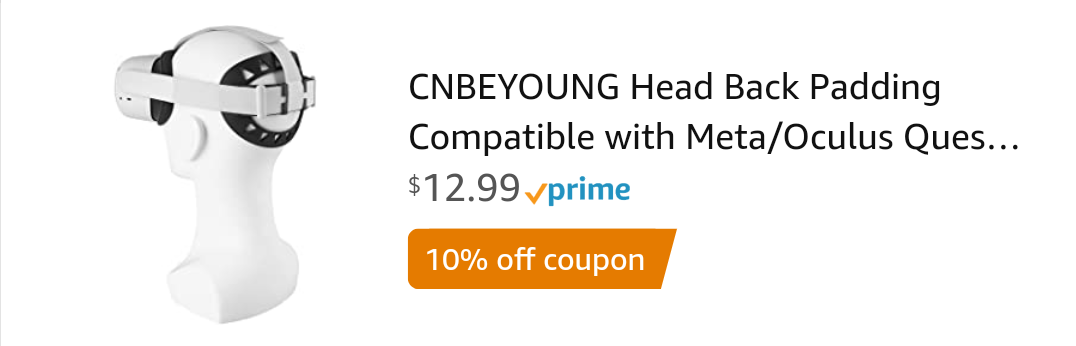 CNBEYOUNG Head Back Padding
Compatible with Meta/Oculus Ques...
$12.99 prime
10% off coupon